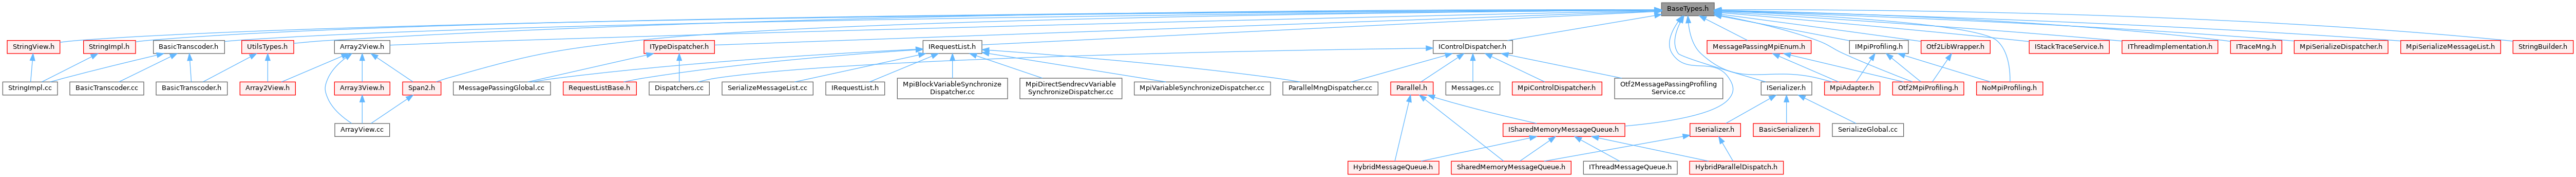 BaseTypes.h
StringView.h
StringImpl.h
BasicTranscoder.h
UtilsTypes.h
Array2View.h
ITypeDispatcher.h
IRequestList.h
IControlDispatcher.h
MessagePassingMpiEnum.h
IMpiProfiling.h
Otf2LibWrapper.h
IStackTraceService.h
IThreadImplementation.h
ITraceMng.h
MpiSerializeDispatcher.h
MpiSerializeMessageList.h
StringBuilder.h
StringImpl.cc
BasicTranscoder.cc
BasicTranscoder.h
Array2View.h
Array3View.h
Span2.h
MessagePassingGlobal.cc
RequestListBase.h
Dispatchers.cc
SerializeMessageList.cc
IRequestList.h
MpiBlockVariableSynchronize
Dispatcher.cc
MpiDirectSendrecvVariable
SynchronizeDispatcher.cc
MpiVariableSynchronizeDispatcher.cc
ParallelMngDispatcher.cc
Parallel.h
Messages.cc
MpiControlDispatcher.h
Otf2MessagePassingProfiling
Service.cc
ISerializer.h
MpiAdapter.h
Otf2MpiProfiling.h
NoMpiProfiling.h
ArrayView.cc
ISharedMemoryMessageQueue.h
ISerializer.h
BasicSerializer.h
SerializeGlobal.cc
HybridMessageQueue.h
SharedMemoryMessageQueue.h
IThreadMessageQueue.h
HybridParallelDispatch.h